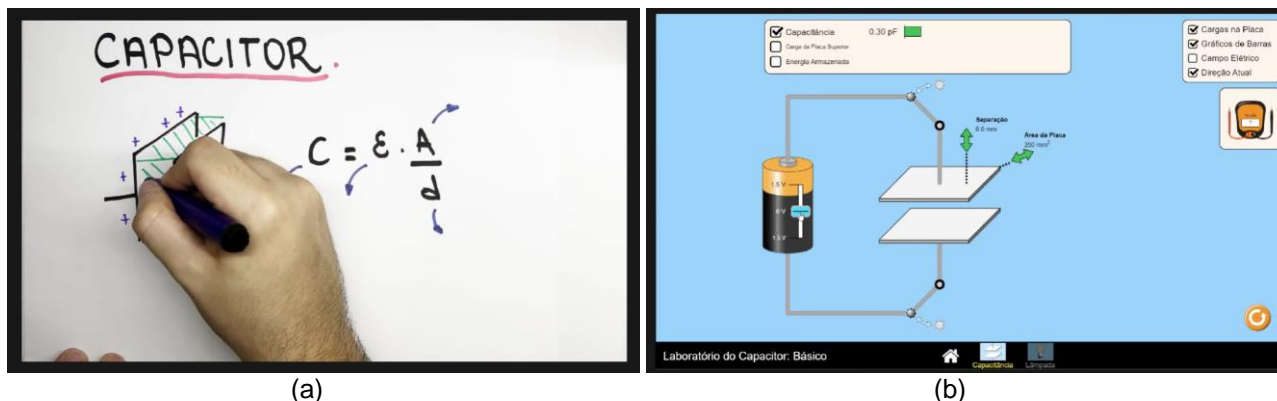 CAPACITOR.
+ + + + +
C = ε · A
d
(a)
Capacitância 0.30 pF
Carga da Placa Superior
Energia Armazenada
Cargas na Placa
Gráficos de Barras
Campo Elétrico
Direção Atual
Separação
6.0 mm
Área da Placa
200 mm²
1.5 V
0 V
-1.5 V
Laboratório do Capacitor: Básico
Capacitância
Lâmpada
(b)